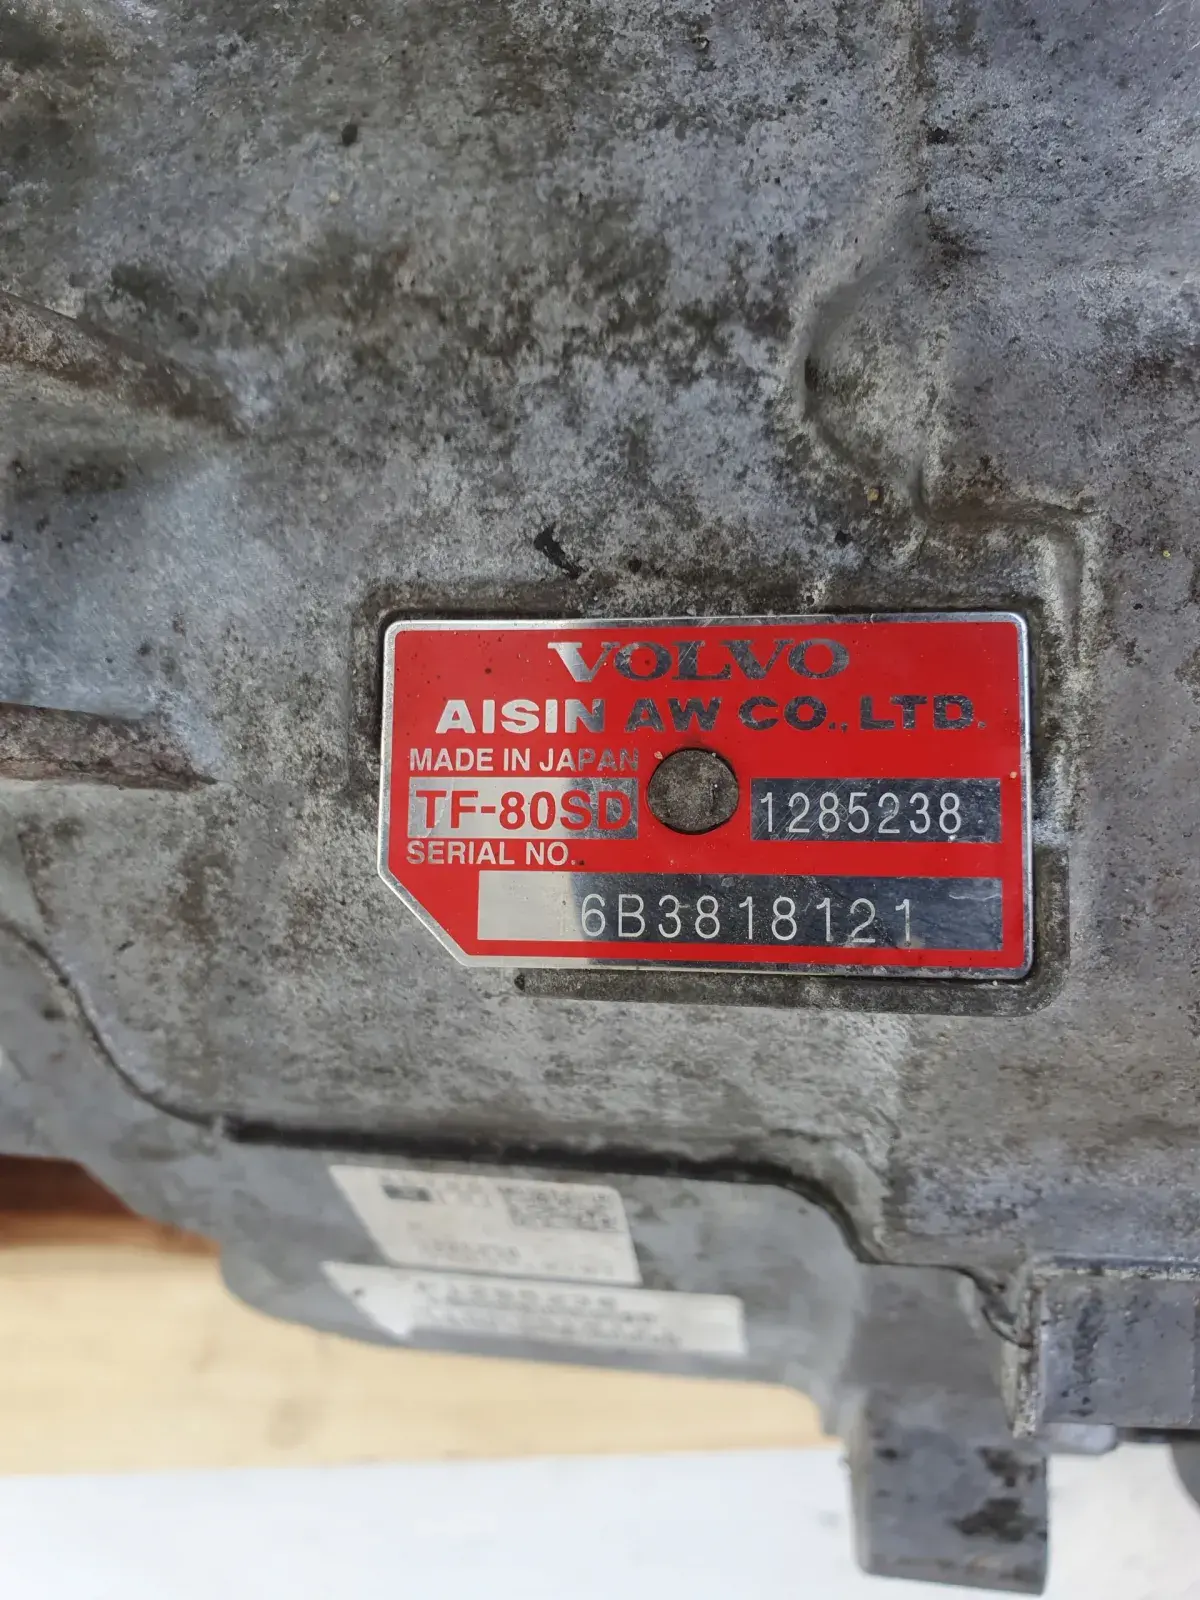 VOLVO
AISIN AW CO., LTD.
MADE IN JAPAN
TF-80SD 1285238
SERIAL NO.
6B3818121